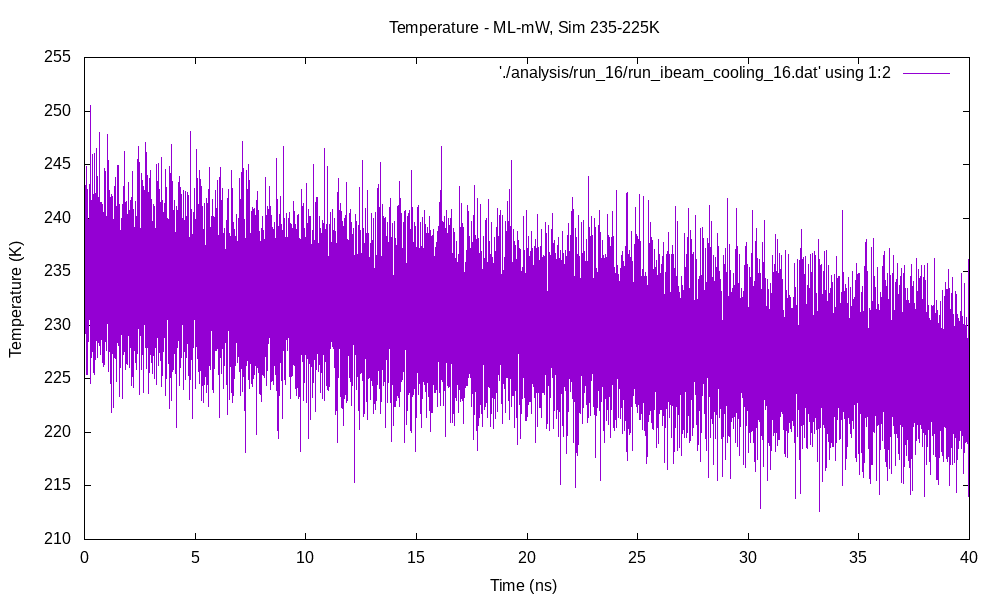 Temperature - ML-mW, Sim 235-225K
'./analysis/run_16/run_ibeam_cooling_16.dat' using 1:2
255
250
245
240
235
230
225
220
215
210
Temperature (K)
0 5 10 15 20 25 30 35 40
Time (ns)